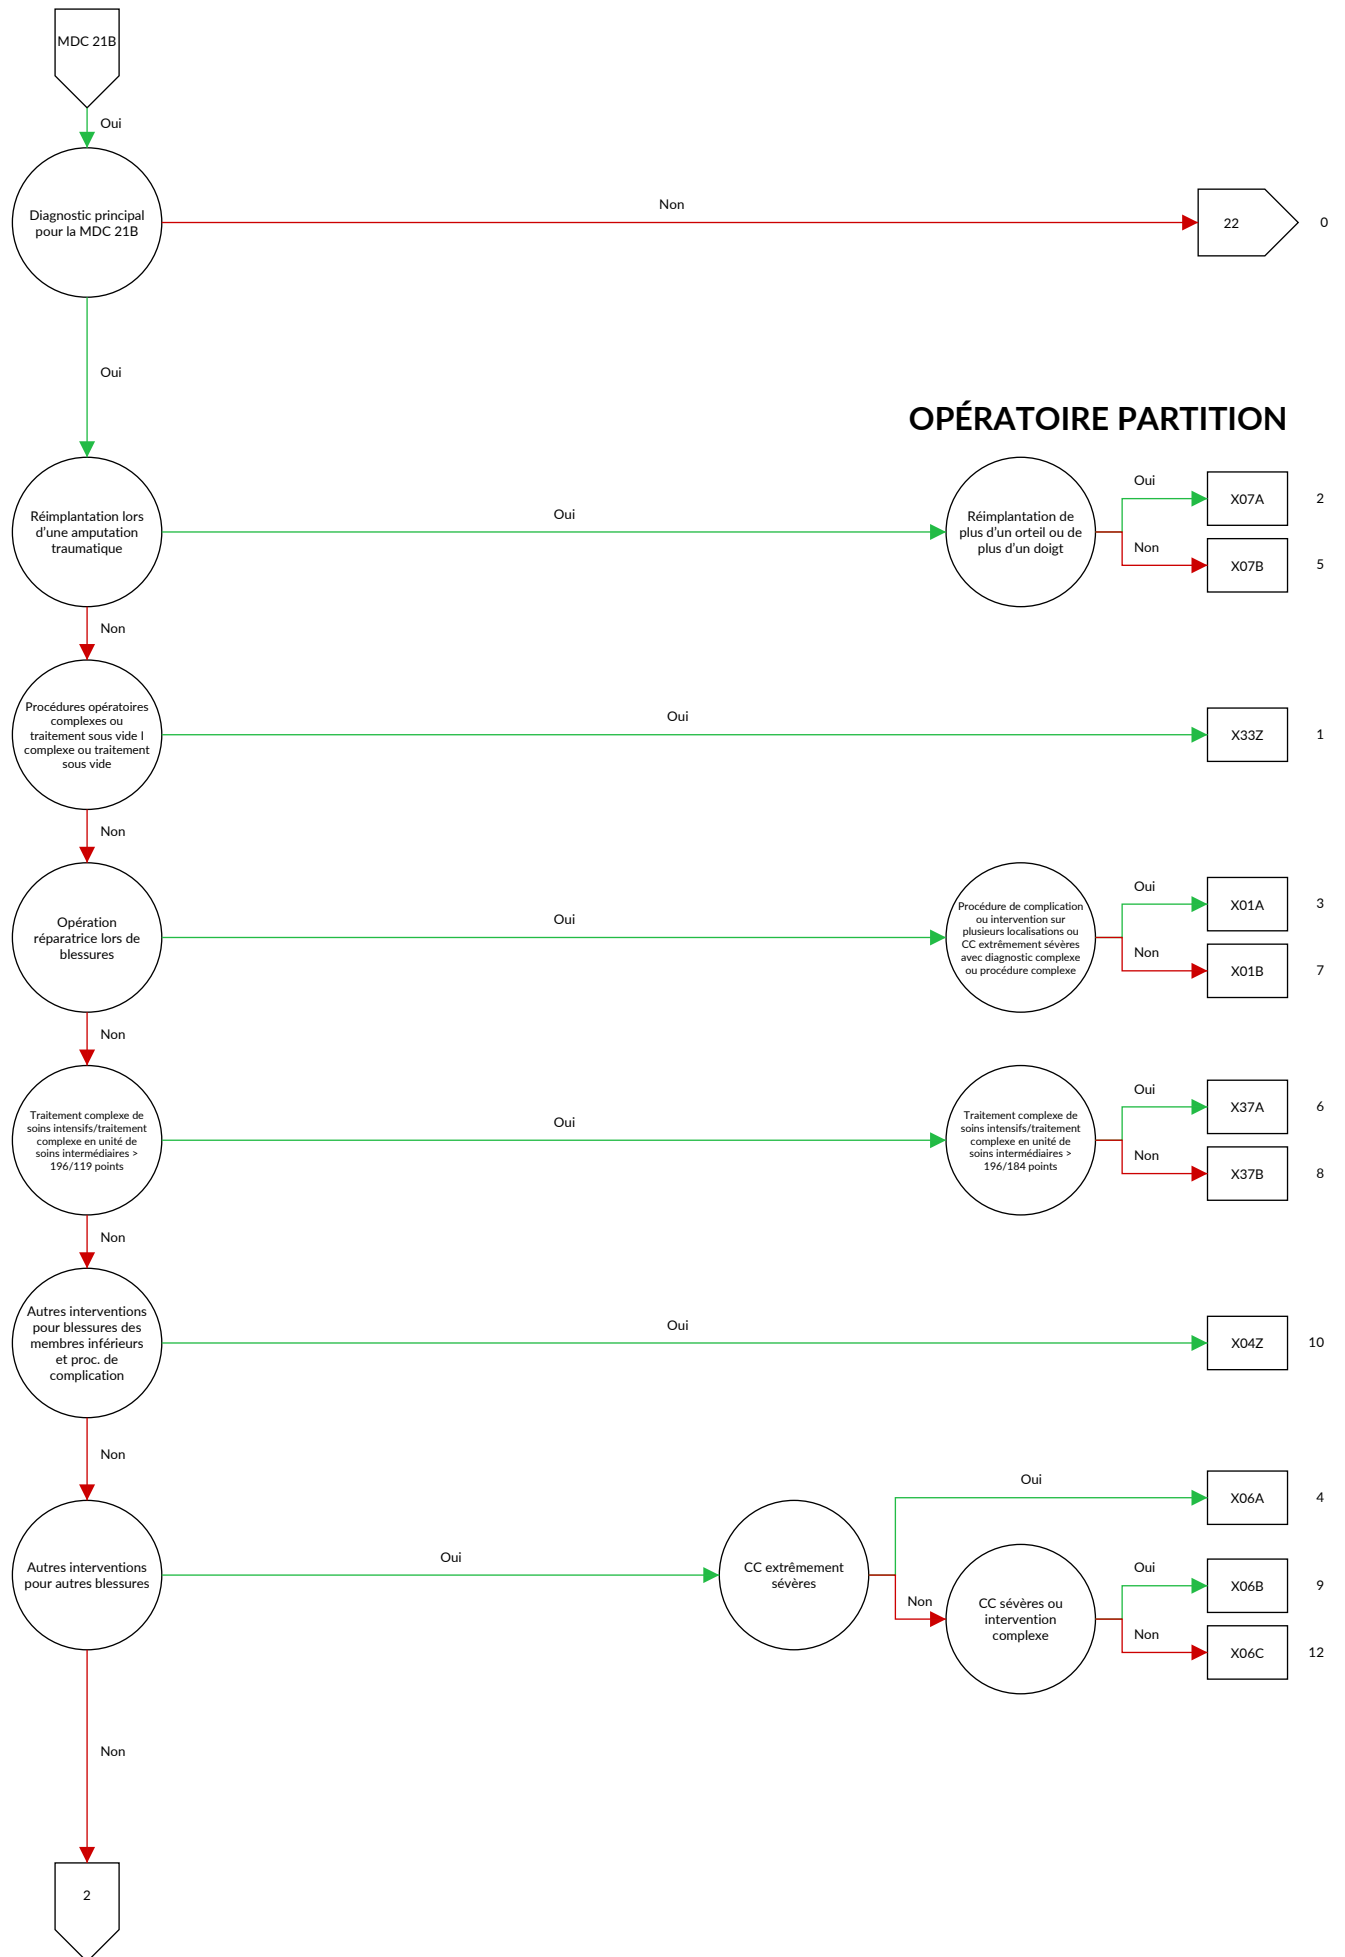 MDC 21B
Oui
Diagnostic principal
pour la MDC 21B
Non
22
0
Oui
OPÉRATOIRE PARTITION
Réimplantation lors
d'une amputation
traumatique
Oui
Réimplantation de
plus d'un orteil ou de
plus d'un doigt
Oui
X07A
2
Non
X07B
5
Non
Procédures opératoires
complexes ou
traitement sous vide I
complexe ou traitement
sous vide
Oui
X33Z
1
Non
Opération
réparatrice lors de
blessures
Oui
Procédure de complication
ou intervention sur
plusieurs localisations ou
CC extrêmement sévères
avec diagnostic complexe
ou procédure complexe
Oui
X01A
3
Non
X01B
7
Non
Traitement complexe de
soins intensifs/traitement
complexe en unité de
soins intermédiaires >
196/119 points
Oui
Traitement complexe de
soins intensifs/traitement
complexe en unité de
soins intermédiaires >
196/184 points
Oui
X37A
6
Non
X37B
8
Non
Autres interventions
pour blessures des
membres inférieurs
et proc. de
complication
Oui
X04Z
10
Non
Autres interventions
pour autres blessures
Oui
CC extrêmement
sévères
Oui
X06A
4
Non
CC sévères ou
intervention
complexe
Oui
X06B
9
Non
X06C
12
Non
2